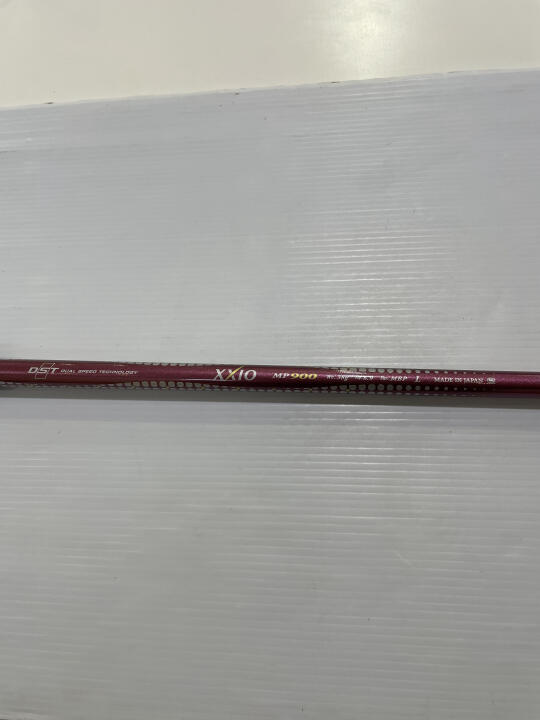 DST DUAL SPEED TECHNOLOGY XXIO MP900 MRP L MADE IN JAPAN